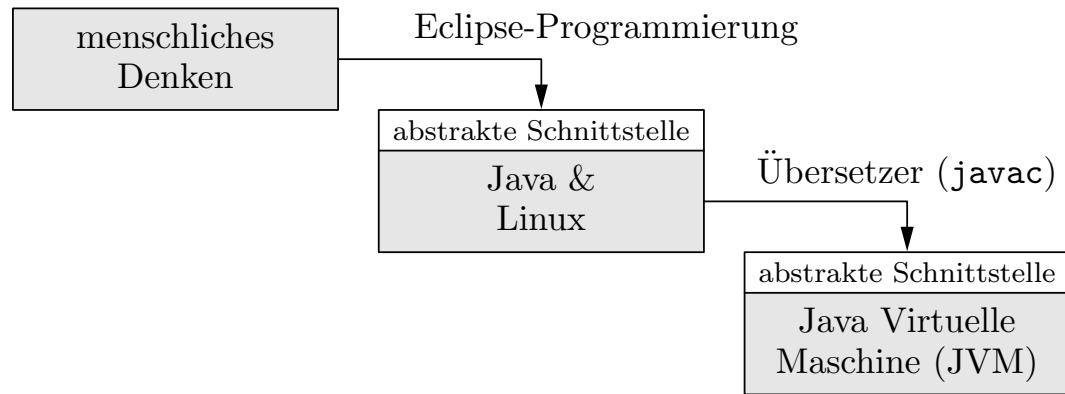 menschliches
Denken
Eclipse-Programmierung
abstrakte Schnittstelle
Java &
Linux
Übersetzer (javac)
abstrakte Schnittstelle
Java Virtuelle
Maschine (JVM)